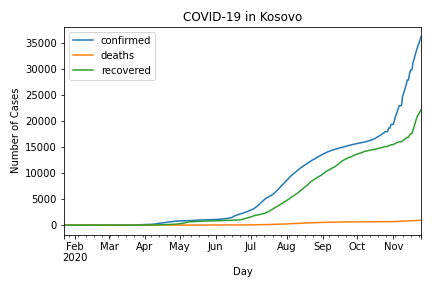 COVID-19 in Kosovo
confirmed
deaths
recovered
Number of Cases
35000
30000
25000
20000
15000
10000
5000
0
Feb Mar Apr May Jun Jul Aug Sep Oct Nov
2020
Day